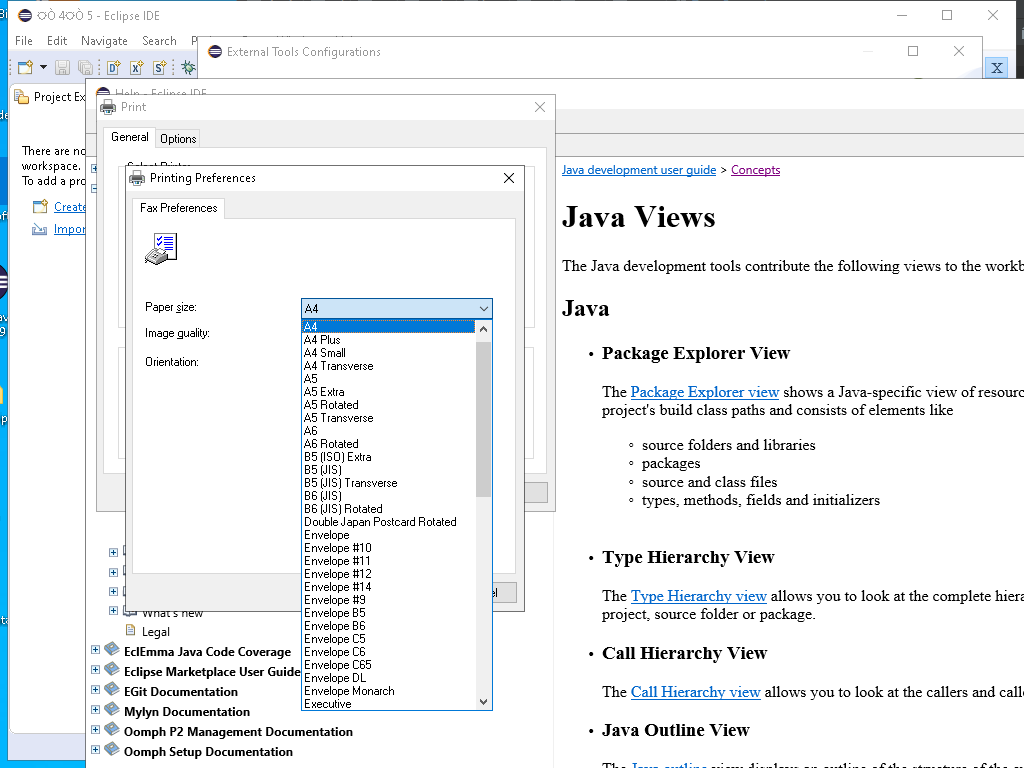 ѺÒ 4ѺÒ 5 - Eclipse IDE
File Edit Navigate Search
External Tools Configurations
X
Project Ex
Help - Eclipse IDE
Print
General
Options
There are no
workspace.
To add a pro
Create
Impor
Select Printer
Printing Preferences
Fax Preferences
Paper size:
A4
Image quality:
Orientation:
A4
A4 Plus
A4 Small
A4 Transverse
A5
A5 Extra
A5 Rotated
A5 Transverse
A6
A6 Rotated
B5 (ISO) Extra
B5 (JIS)
B5 (JIS) Transverse
B6 (JIS)
B6 (JIS) Rotated
Double Japan Postcard Rotated
Envelope
Envelope #10
Envelope #11
Envelope #12
Envelope #14
Envelope #9
Envelope B5
Envelope B6
Envelope C5
Envelope C6
Envelope C65
Envelope DL
Envelope Monarch
Executive
What's new
Legal
EclEmma Java Code Coverage
Eclipse Marketplace User Guide
EGit Documentation
Mylyn Documentation
Oomph P2 Management Documentation
Oomph Setup Documentation
Java development user guide > Concepts
Java Views
The Java development tools contribute the following views to the workb
Java
• Package Explorer View
The Package Explorer view shows a Java-specific view of resourc
project's build class paths and consists of elements like
◦ source folders and libraries
◦ packages
◦ source and class files
◦ types, methods, fields and initializers
• Type Hierarchy View
The Type Hierarchy view allows you to look at the complete hiera
project, source folder or package.
• Call Hierarchy View
The Call Hierarchy view allows you to look at the callers and calle
• Java Outline View
The Java outline view displays an outline of the structure of the